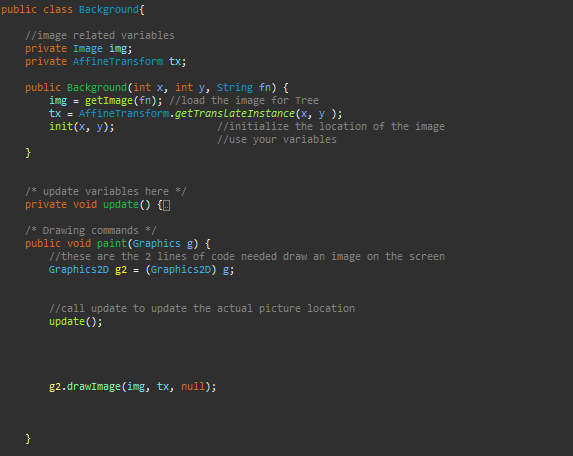 public class Background{
//image related variables
private Image img;
private AffineTransform tx;
public Background(int x, int y, String fn) {
img = getImage(fn); //load the image for Tree
tx = AffineTransform.getTranslateInstance(x, y );
init(x, y); //initialize the location of the image
//use your variables
}
/* update variables here */
private void update() {
/* Drawing commands */
public void paint(Graphics g) {
//these are the 2 lines of code needed draw an image on the screen
Graphics2D g2 = (Graphics2D) g;
//call update to update the actual picture location
update();
g2.drawImage(img, tx, null);
}